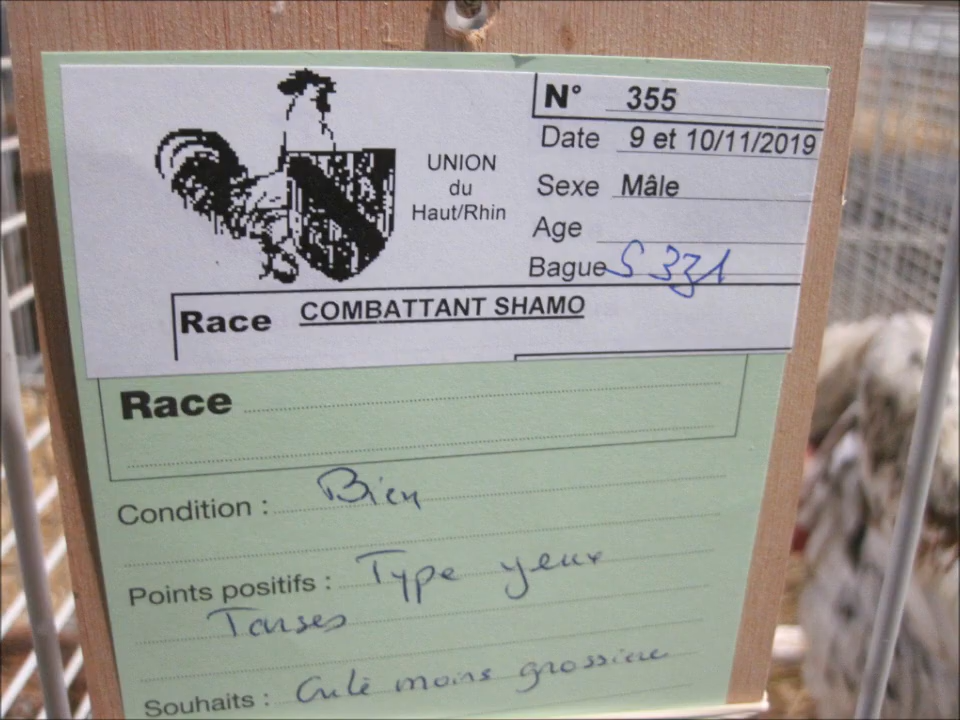 N° 355
UNION
du
Haut/Rhin
Date 9 et 10/11/2019
Sexe Mâle
Age
Bague S 331
Race COMBATTANT SHAMO
Race
Condition : Bien
Points positifs : Type yeux
Tarses
Souhaits : moins grossière